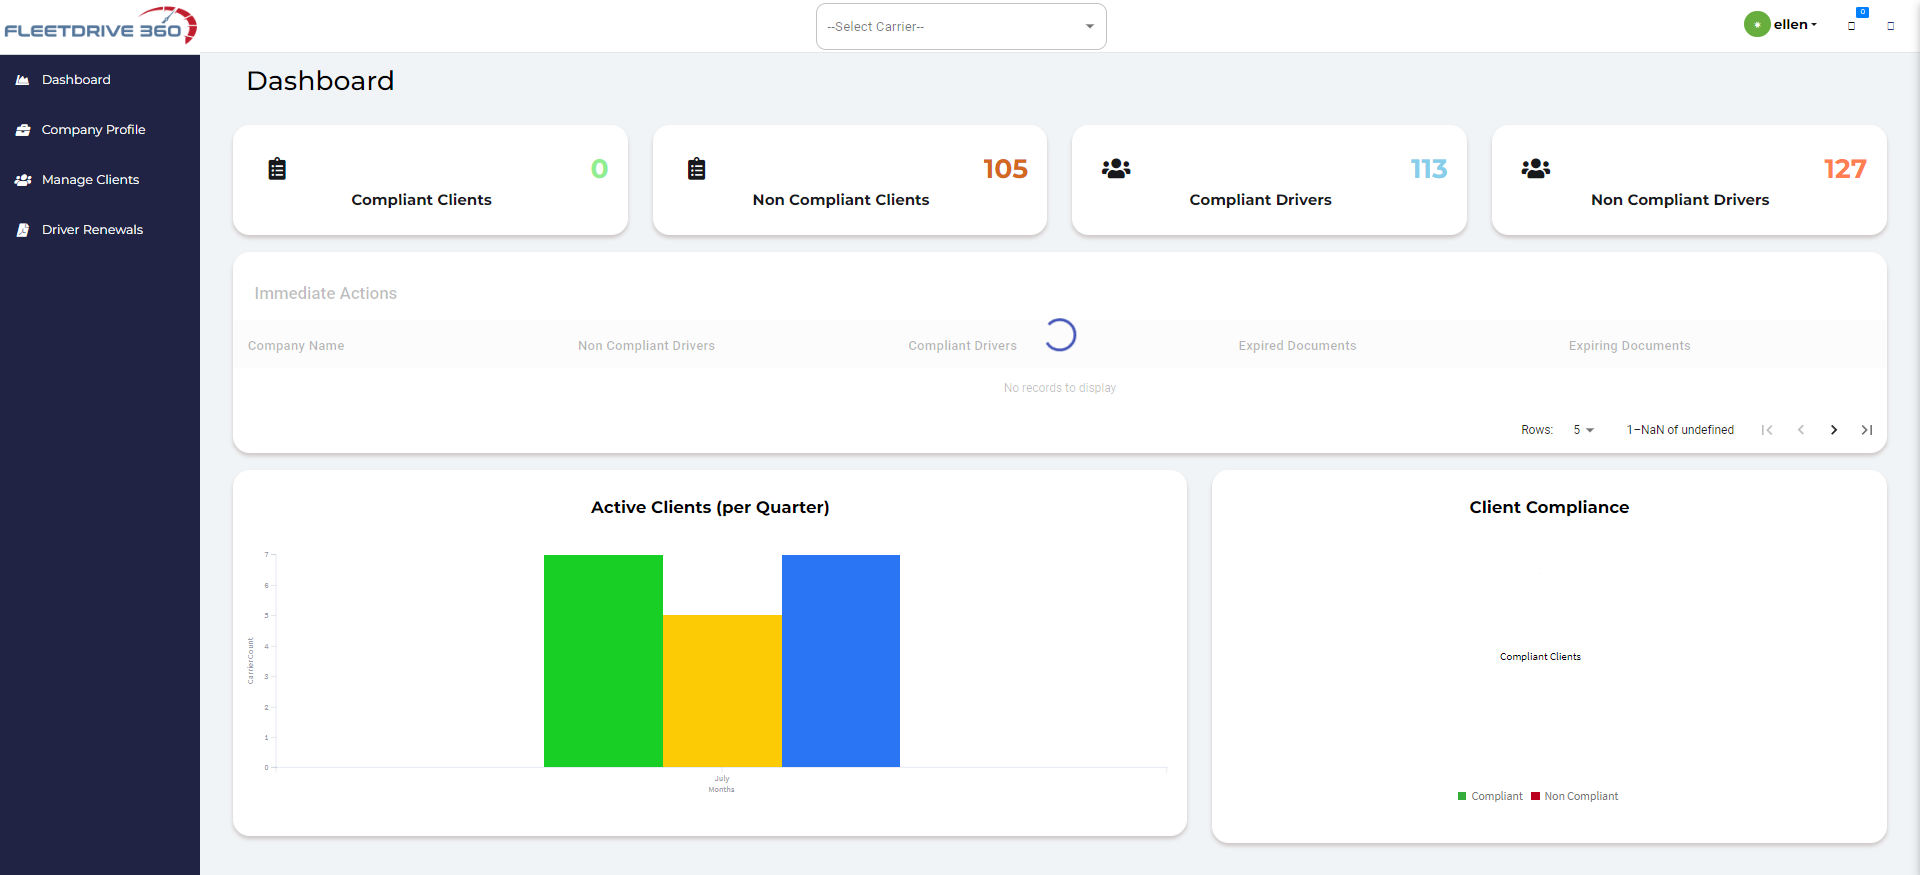 FLEETDRIVE 360
--Select Carrier--
ellen
0
Dashboard
Company Profile
Manage Clients
Driver Renewals
Dashboard
0
Compliant Clients
105
Non Compliant Clients
113
Compliant Drivers
127
Non Compliant Drivers
Immediate Actions
Company Name Non Compliant Drivers Compliant Drivers Expired Documents Expiring Documents
No records to display
Rows: 5 1-NaN of undefined
Active Clients (per Quarter)
7
6
5
4
3
2
1
0
CarrierCount
July
Months
Client Compliance
Compliant Clients
Compliant Non Compliant